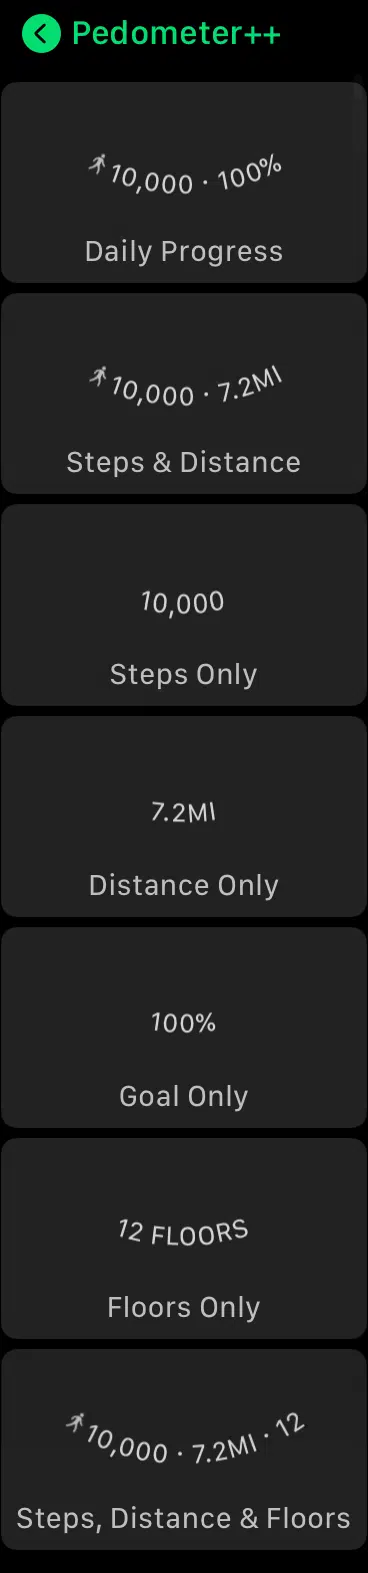 Pedometer++
10,000 · 100%
Daily Progress
10,000 · 7.2MI
Steps & Distance
10,000
Steps Only
7.2MI
Distance Only
100%
Goal Only
12 FLOORS
Floors Only
10,000 · 7.2MI · 12
Steps, Distance & Floors